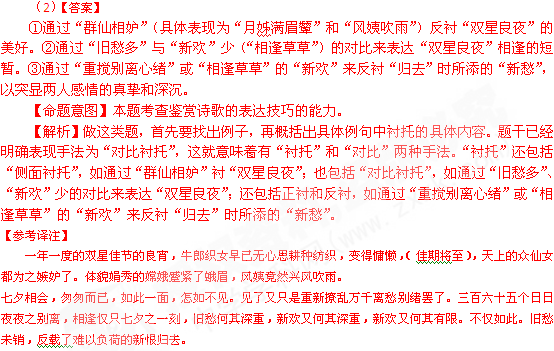 （2）【答案】
①通过“群仙相妒”（具体表现为“月姊满眉颦”和“风姨吹雨”）反衬“双星良夜”的
美好。②通过“旧愁多”与“新欢”少（“相逢草草”）的对比来表达“双星良夜”相逢的短
暂。③通过“重搅别离心绪”或“相逢草草”的“新欢”来反衬“归去”时所添的“新愁”，
以突显两人感情的真挚和深沉。
【命题意图】本题考查鉴赏诗歌的表达技巧的能力。
【解析】做这类题，首先要找出例子，再概括出具体例句中衬托的具体内容。题干已
经明确表现手法为“对比衬托”，这就意味着有“衬托”和“对比”两种手法。“衬托”还包括
“侧面衬托”，如通过“群仙相妒”衬“双星良夜”；也包括“对比衬托”，如通过“旧愁多”、
“新欢”少的对比来表达“双星良夜”；还包括正衬和反衬，如通过“重搅别离心绪”或“相
逢草草”的“新欢”来反衬“归去”时所添的“新愁”。
【参考译注】
一年一度的双星佳节的良宵，牛郎织女早已无心思耕种纺织，变得慵懒，（佳期将至），天上的众仙女
都为之嫉妒了。体貌娟秀的嫦娥蹙紧了蛾眉，风姨竟然兴风吹雨。
七夕相会，匆匆而已，如此一面，怎如不见。见了又只是重新撩乱万千离愁别绪罢了。三百六十五个日日
夜夜之别离，相逢仅只七夕之一刻，旧愁何其深重，新欢又何其深重，新欢又何其有限。不仅如此。旧愁
未销，反载了难以负荷的新恨归去。